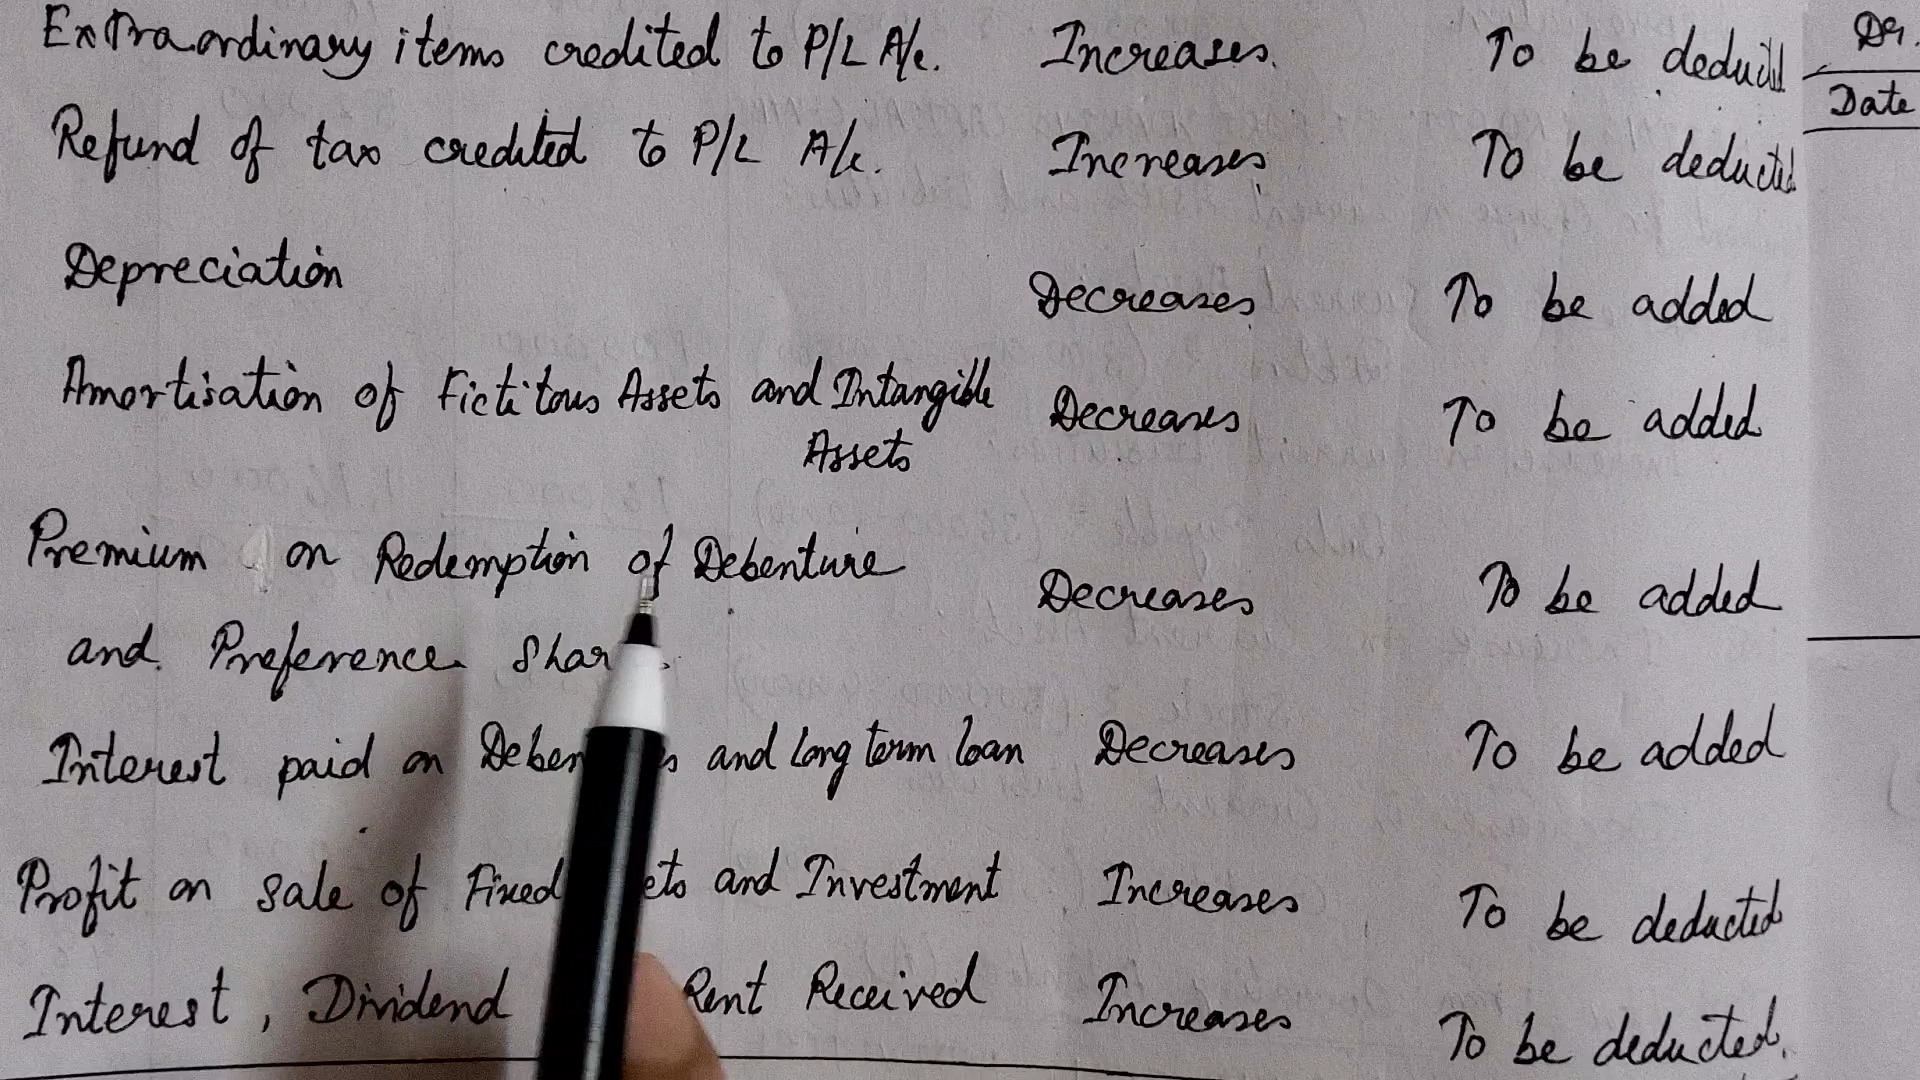 Extraordinary items credited to P/L A/c. Increases. To be deducted
Dr.
Date
Refund of tax credited to P/L A/c. Increases To be deducted
Depreciation Decreases To be added
Amortisation of Fictitous Assets and Intangible Decreases To be added
Assets
Premium on Redemption of Debenture Decreases To be added
and Preference
Interest paid on and long term loan Decreases To be added
Profit on sale of Fixed and Investment Increases To be deducted
Interest, Dividend Rent Received Increases To be deducted.